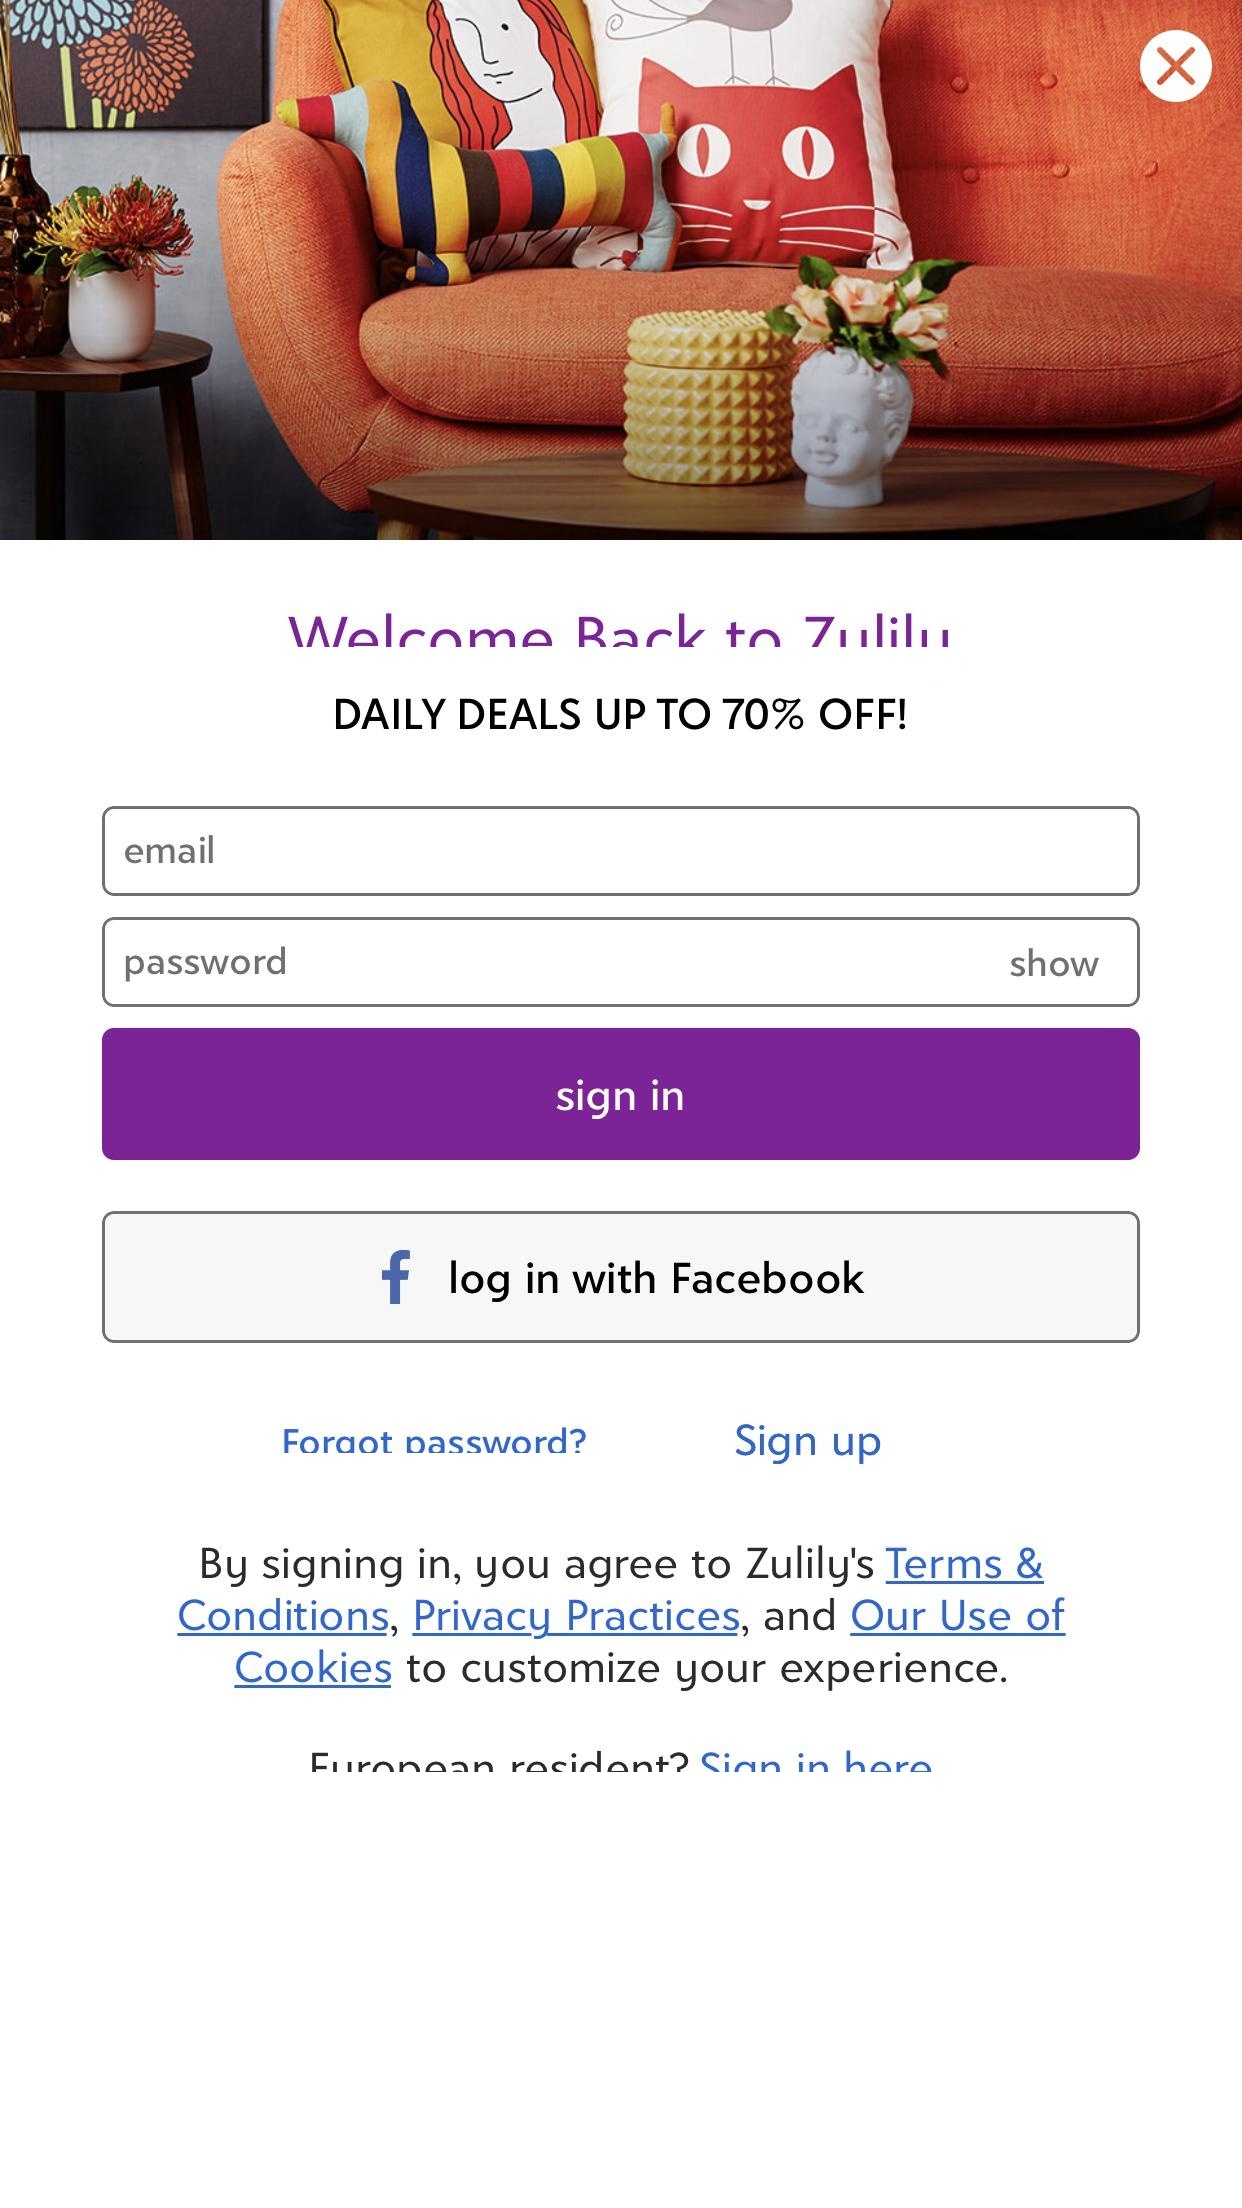 Welcome Back to Zulily
DAILY DEALS UP TO 70% OFF!
email
password show
sign in
log in with Facebook
Forgot password? Sign up
By signing in, you agree to Zulily's Terms &
Conditions, Privacy Practices, and Our Use of
Cookies to customize your experience.
European resident? Sign in here